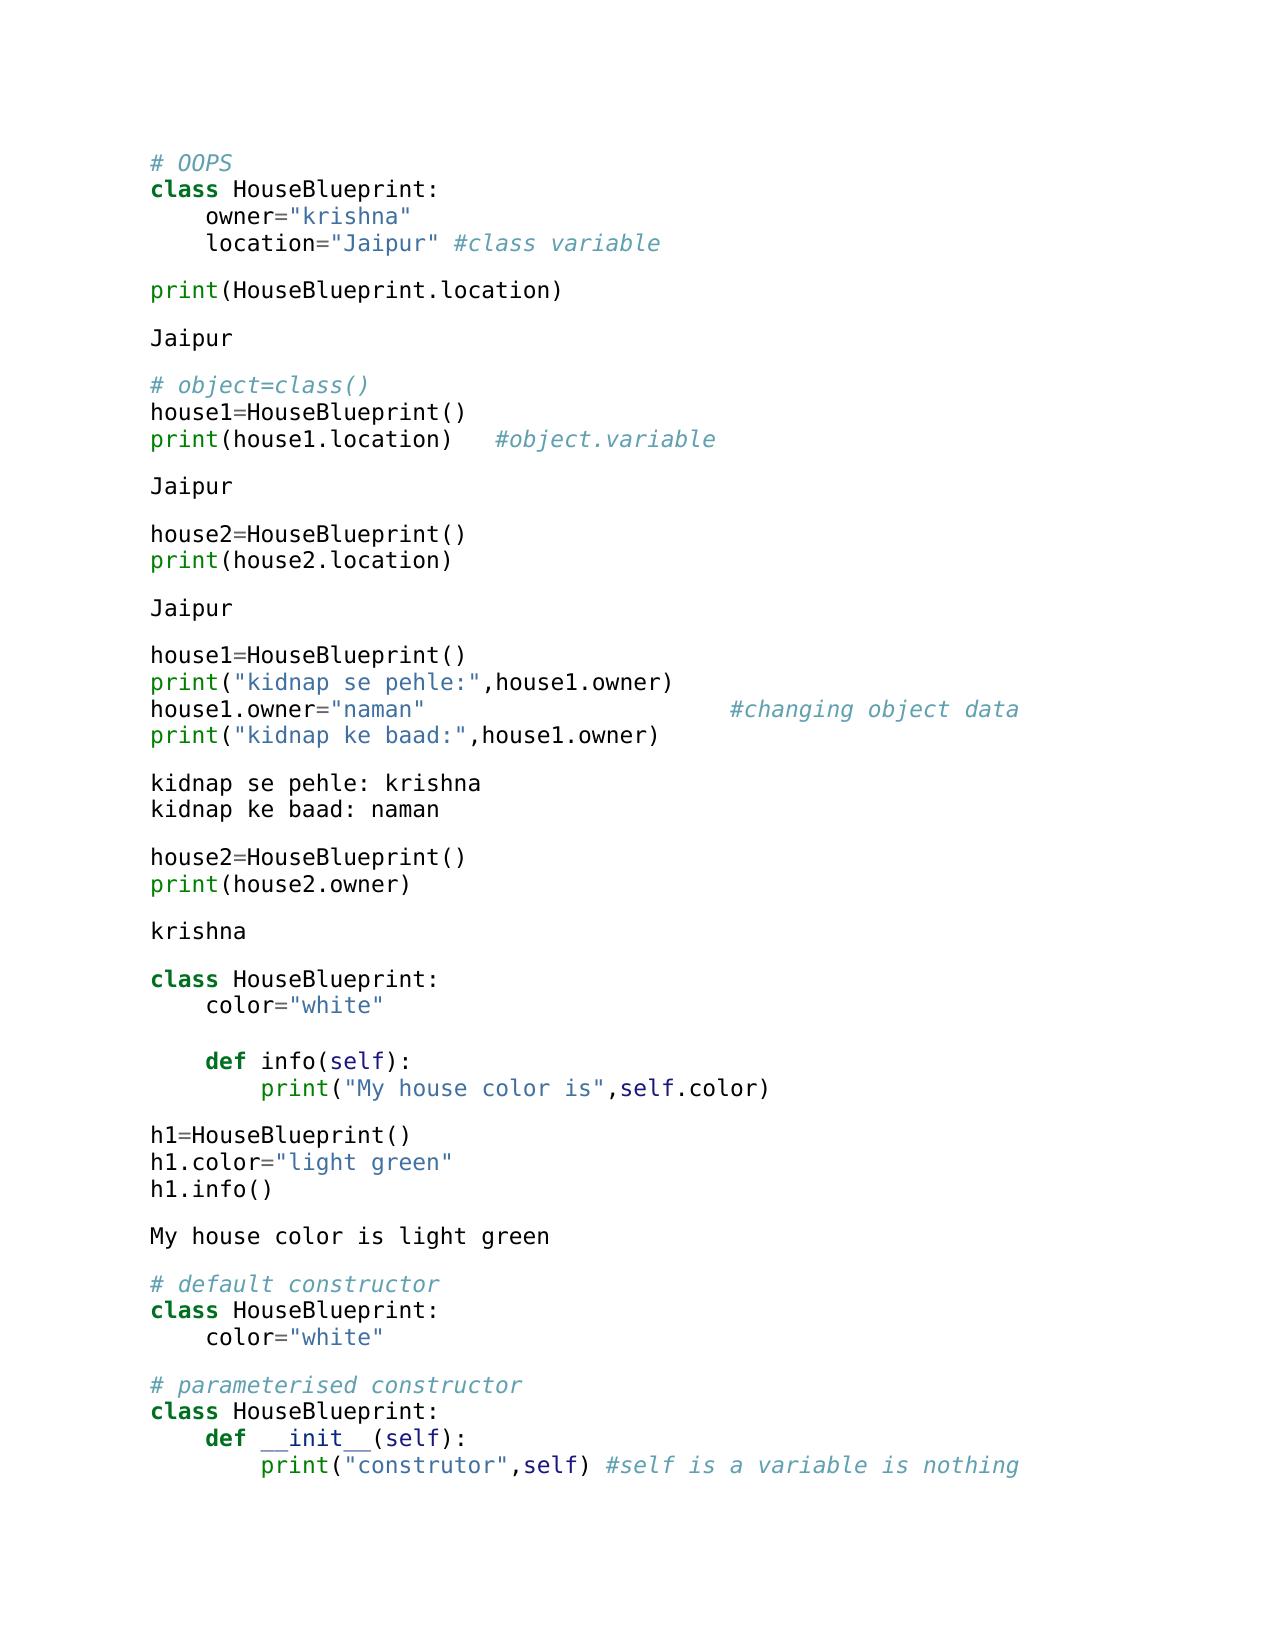 # OOPS
class HouseBlueprint:
    owner="krishna"
    location="Jaipur" #class variable
print(HouseBlueprint.location)
Jaipur
# object=class()
house1=HouseBlueprint()
print(house1.location)   #object.variable
Jaipur
house2=HouseBlueprint()
print(house2.location)
Jaipur
house1=HouseBlueprint()
print("kidnap se pehle:",house1.owner)
house1.owner="naman"                      #changing object data
print("kidnap ke baad:",house1.owner)
kidnap se pehle: krishna
kidnap ke baad: naman
house2=HouseBlueprint()
print(house2.owner)
krishna
class HouseBlueprint:
    color="white"
    def info(self):
        print("My house color is",self.color)
h1=HouseBlueprint()
h1.color="light green"
h1.info()
My house color is light green
# default constructor
class HouseBlueprint:
    color="white"
# parameterised constructor
class HouseBlueprint:
    def __init__(self):
        print("construtor",self) #self is a variable is nothing